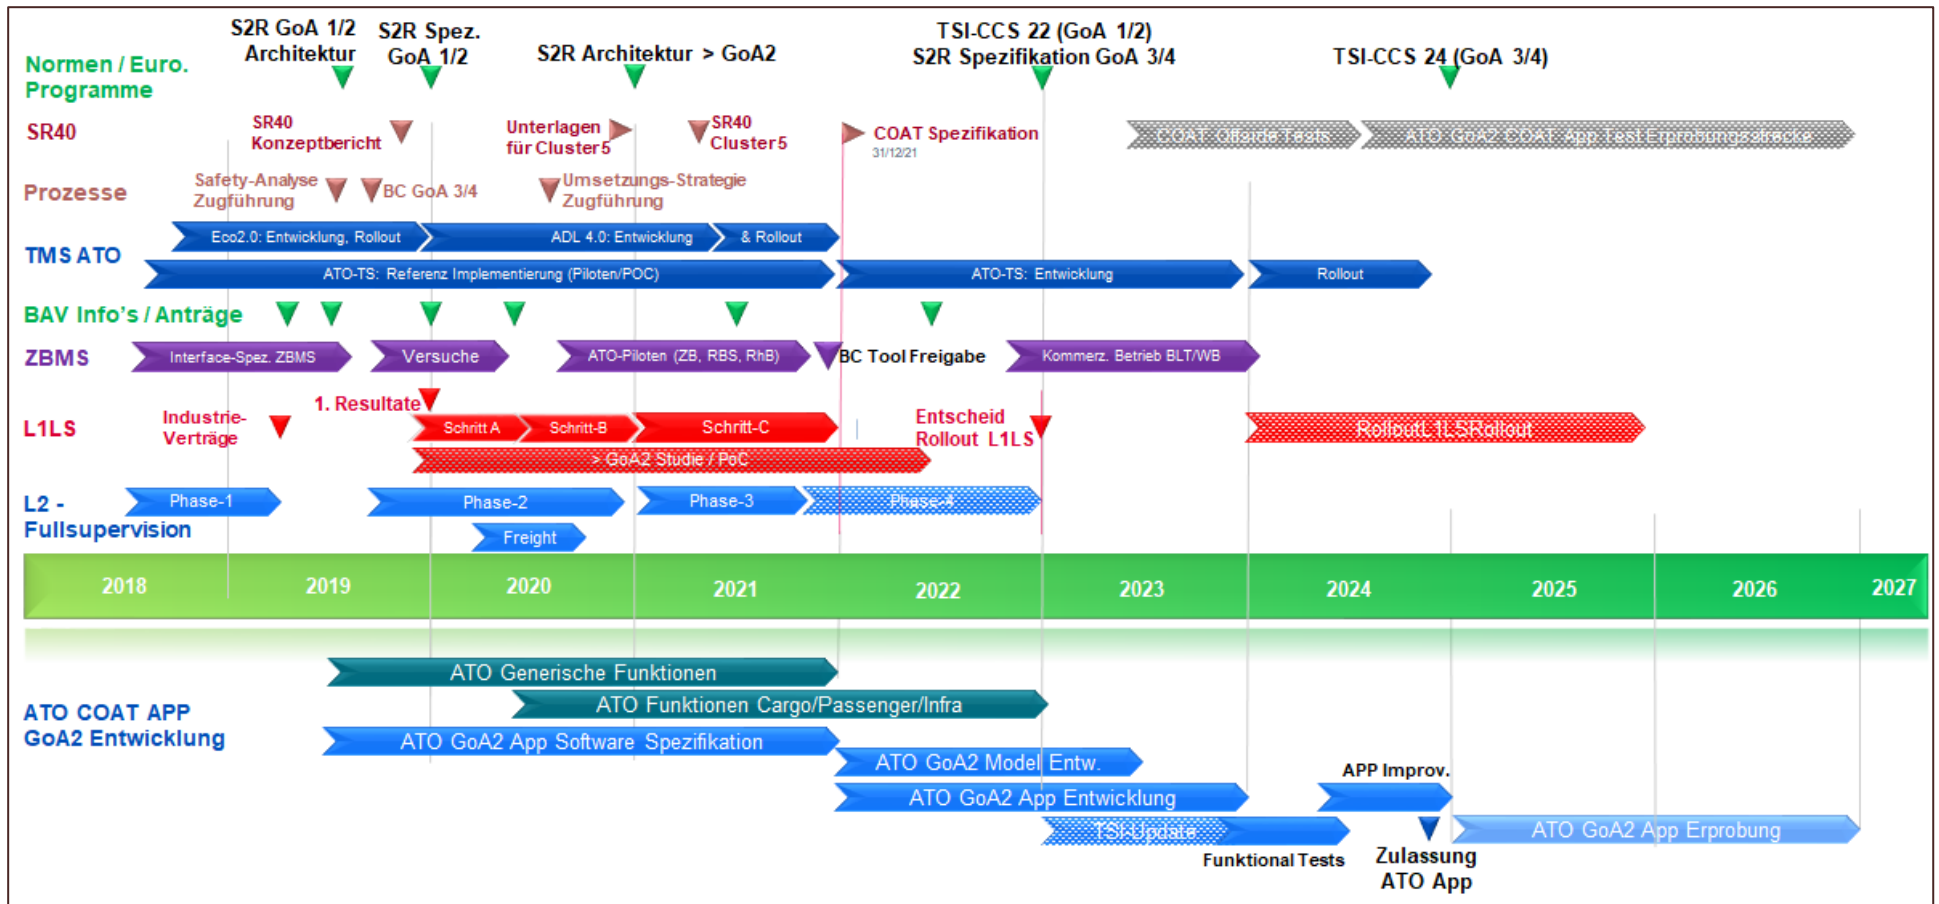 S2R GoA 1/2
Architektur
S2R Spez.
GoA 1/2
S2R Architektur > GoA2
TSI-CCS 22 (GoA 1/2)
S2R Spezifikation GoA 3/4
TSI-CCS 24 (GoA 3/4)
Normen / Euro.
Programme
SR40
SR40
Konzeptbericht
Unterlagen
für Cluster5
SR40
Cluster5
COAT Spezifikation
31/12/21
COAT Offside Tests
ATO GoA2 COAT App Test Erprobungsstrecke
Prozesse
Safety-Analyse
Zugführung
BC GoA 3/4
Umsetzungs-Strategie
Zugführung
TMS ATO
Eco2.0: Entwicklung, Rollout
ADL 4.0: Entwicklung
& Rollout
ATO-TS: Referenz Implementierung (Piloten/POC)
ATO-TS: Entwicklung
Rollout
BAV Info's / Anträge
ZBMS
Interface-Spez. ZBMS
Versuche
ATO-Piloten (ZB, RBS, RhB)
BC Tool Freigabe
Kommerz. Betrieb BLT/WB
L1LS
Industrie-
Verträge
1. Resultate
Schritt A
Schritt-B
Schritt-C
Entscheid
Rollout L1LS
RolloutL1LSRollout
> GoA2 Studie / PoC
L2 -
Fullsupervision
Phase-1
Phase-2
Phase-3
Phase-4
Freight
2018
2019
2020
2021
2022
2023
2024
2025
2026
2027
ATO COAT APP
GoA2 Entwicklung
ATO Generische Funktionen
ATO Funktionen Cargo/Passenger/Infra
ATO GoA2 App Software Spezifikation
ATO GoA2 Model Entw.
APP Improv.
ATO GoA2 App Entwicklung
TSI-Update
Funktional Tests
ATO GoA2 App Erprobung
Zulassung
ATO App